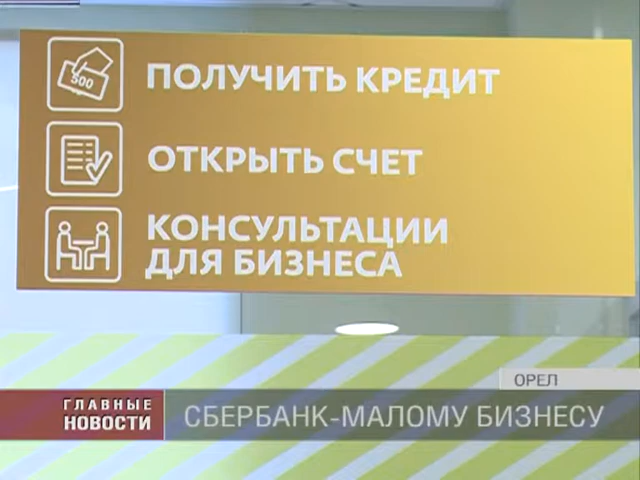 500
ПОЛУЧИТЬ КРЕДИТ
ОТКРЫТЬ СЧЕТ
КОНСУЛЬТАЦИИ
ДЛЯ БИЗНЕСА
ОРЕЛ
ГЛАВНЫЕ
НОВОСТИ
СБЕРБАНК-МАЛОМУ БИЗНЕСУ